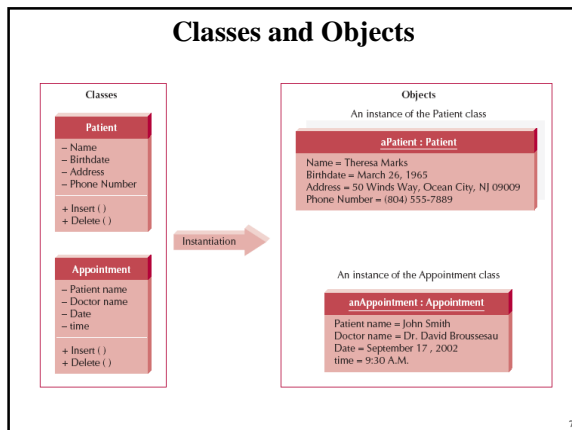 Classes and Objects
Classes
Patient
– Name
– Birthdate
– Address
– Phone Number
+ Insert ( )
+ Delete ( )
Appointment
– Patient name
– Doctor name
– Date
– time
+ Insert ( )
+ Delete ( )
Instantiation
Objects
An instance of the Patient class
aPatient : Patient
Name = Theresa Marks
Birthdate = March 26, 1965
Address = 50 Winds Way, Ocean City, NJ 09009
Phone Number = (804) 555-7889
An instance of the Appointment class
anAppointment : Appointment
Patient name = John Smith
Doctor name = Dr. David Broussesau
Date = September 17 , 2002
time = 9:30 A.M.